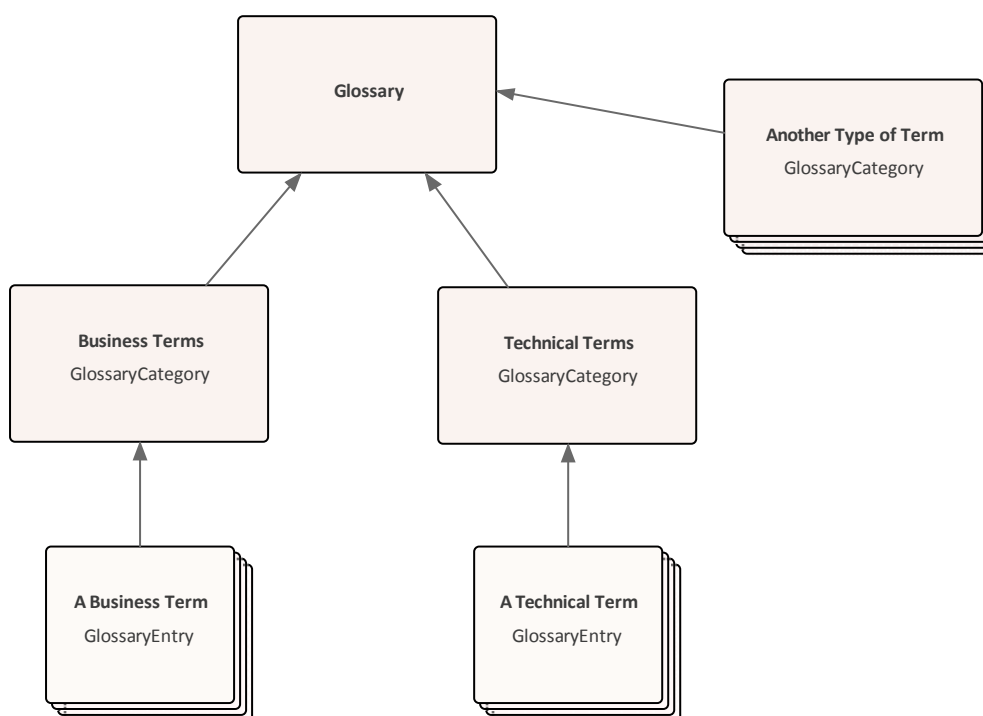 Glossary
Another Type of Term
GlossaryCategory
Business Terms
GlossaryCategory
Technical Terms
GlossaryCategory
A Business Term
GlossaryEntry
A Technical Term
GlossaryEntry